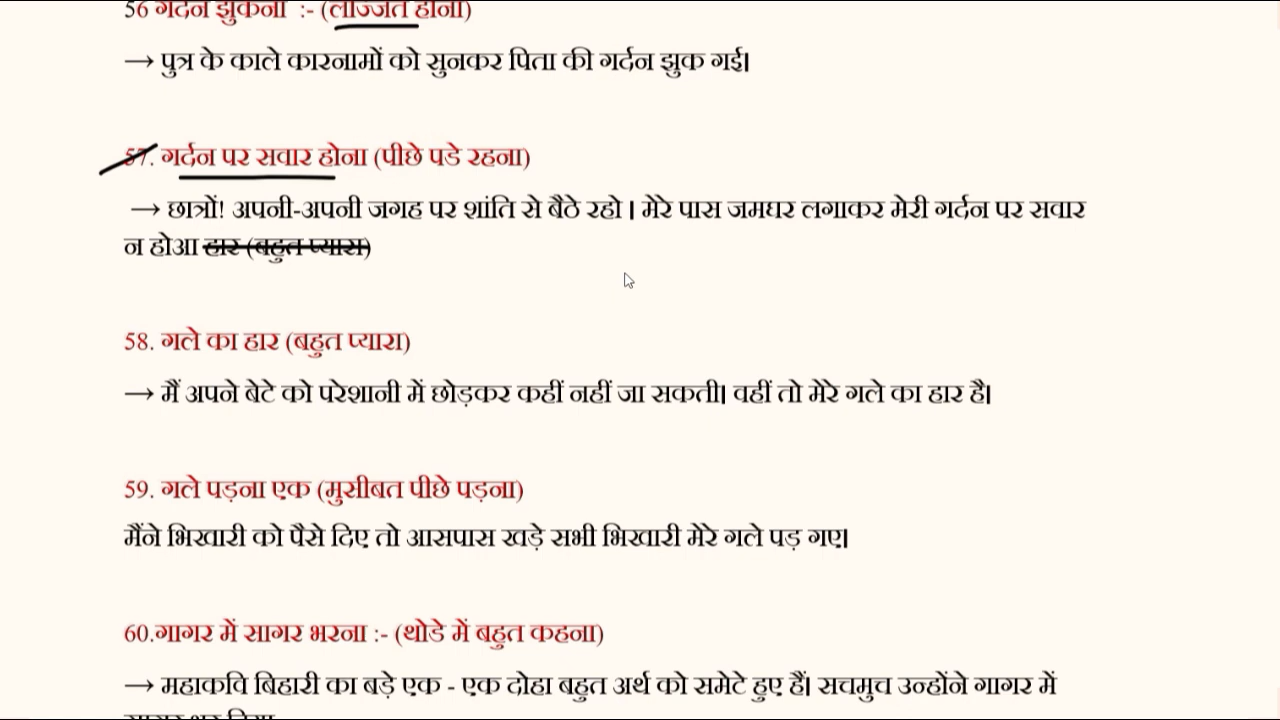 56 गर्दन झुकना :- (लज्जित होना)
→ पुत्र के काले कारनामों को सुनकर पिता की गर्दन झुक गई।
57. गर्दन पर सवार होना (पीछे पडे रहना)
→ छात्रों! अपनी-अपनी जगह पर शांति से बैठे रहो । मेरे पास जमघर लगाकर मेरी गर्दन पर सवार
न होआ हार (बहुत प्यारा)
58. गले का हार (बहुत प्यारा)
→ मैं अपने बेटे को परेशानी में छोड़कर कहीं नहीं जा सकती। वहीं तो मेरे गले का हार है।
59. गले पड़ना एक (मुसीबत पीछे पड़ना)
मैंने भिखारी को पैसे दिए तो आसपास खड़े सभी भिखारी मेरे गले पड़ गए।
60.गागर में सागर भरना :- (थोडे में बहुत कहना)
→ महाकवि बिहारी का बड़े एक - एक दोहा बहुत अर्थ को समेटे हुए हैं। सचमुच उन्होंने गागर में